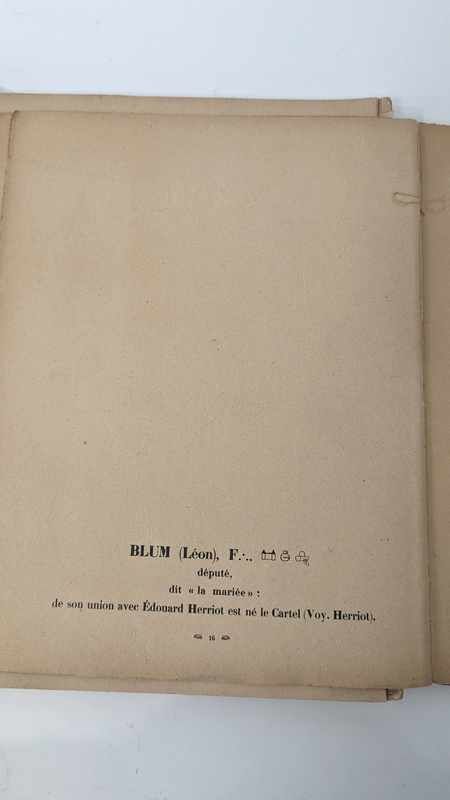 BLUM (Léon), F∴.
député,
dit « la mariée » :
de son union avec Édouard Herriot est né le Cartel (Voy. Herriot).
16